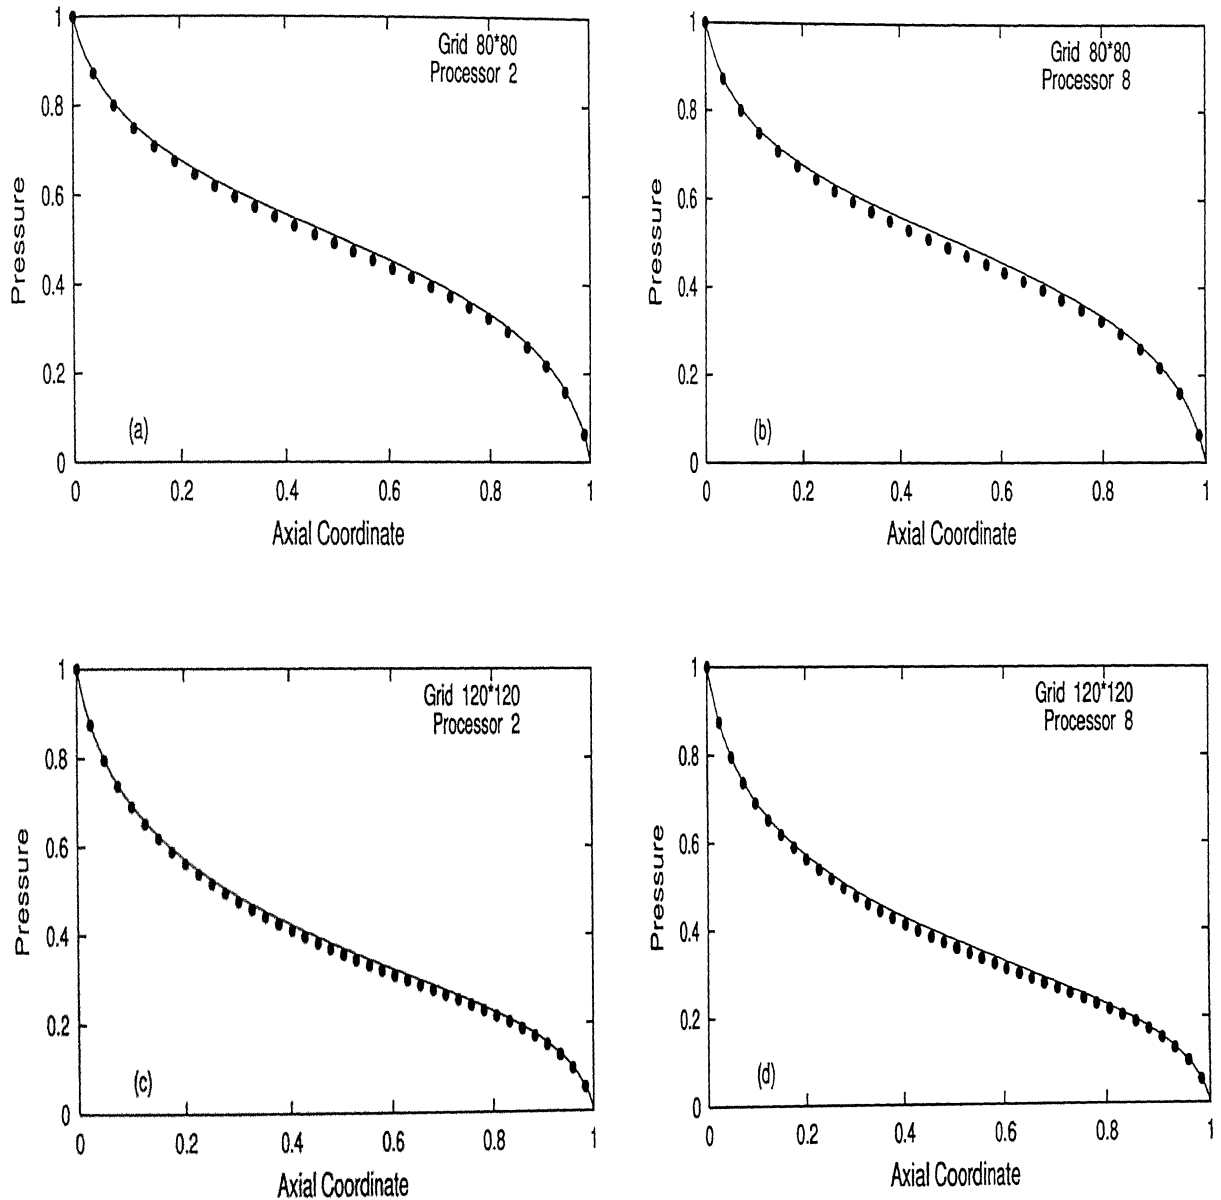 1
Grid 80*80
Processor 2
0.8
0.6
Pressure
0.4
0.2
(a)
0
0 0.2 0.4 0.6 0.8 1
Axial Coordinate
1
Grid 80*80
Processor 8
0.8
0.6
Pressure
0.4
0.2
(b)
0
0 0.2 0.4 0.6 0.8 1
Axial Coordinate
1
Grid 120*120
Processor 2
0.8
0.6
Pressure
0.4
0.2
(c)
0
0 0.2 0.4 0.6 0.8 1
Axial Coordinate
1
Grid 120*120
Processor 8
0.8
0.6
Pressure
0.4
0.2
(d)
0
0 0.2 0.4 0.6 0.8 1
Axial Coordinate